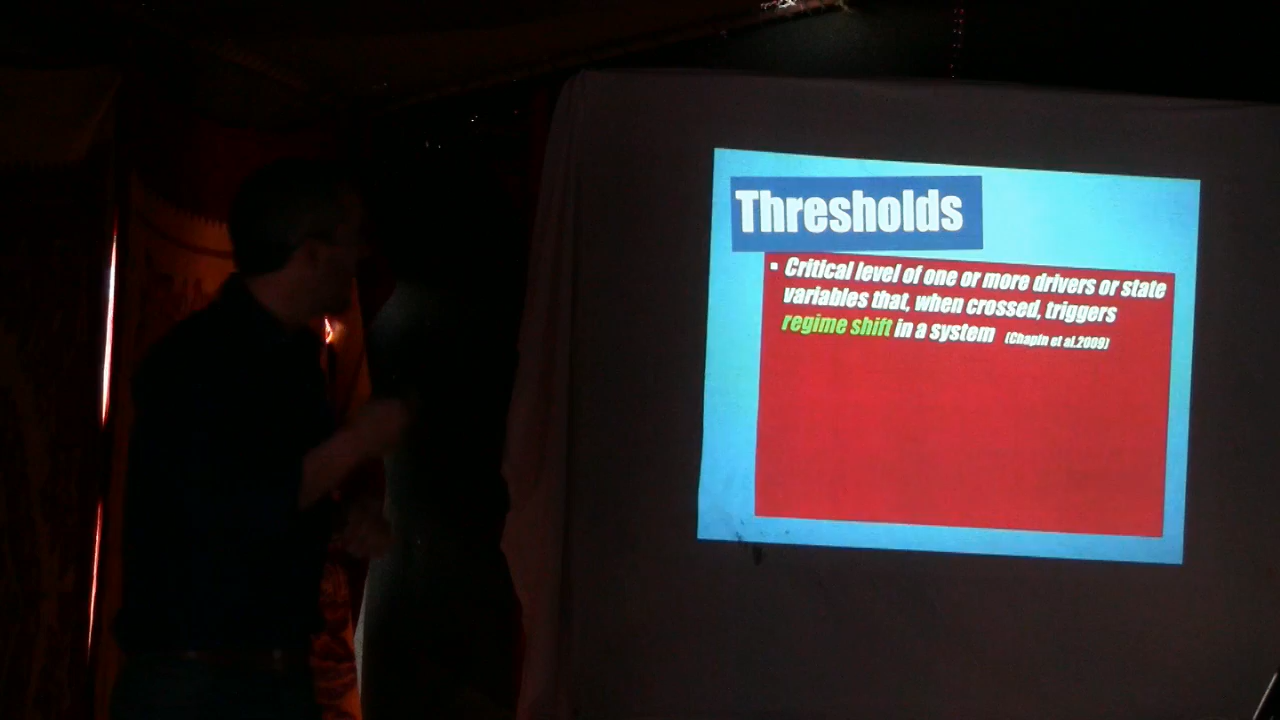 Thresholds
▪ Critical level of one or more drivers or state
variables that, when crossed, triggers
regime shift in a system (Chapin et al.2009)